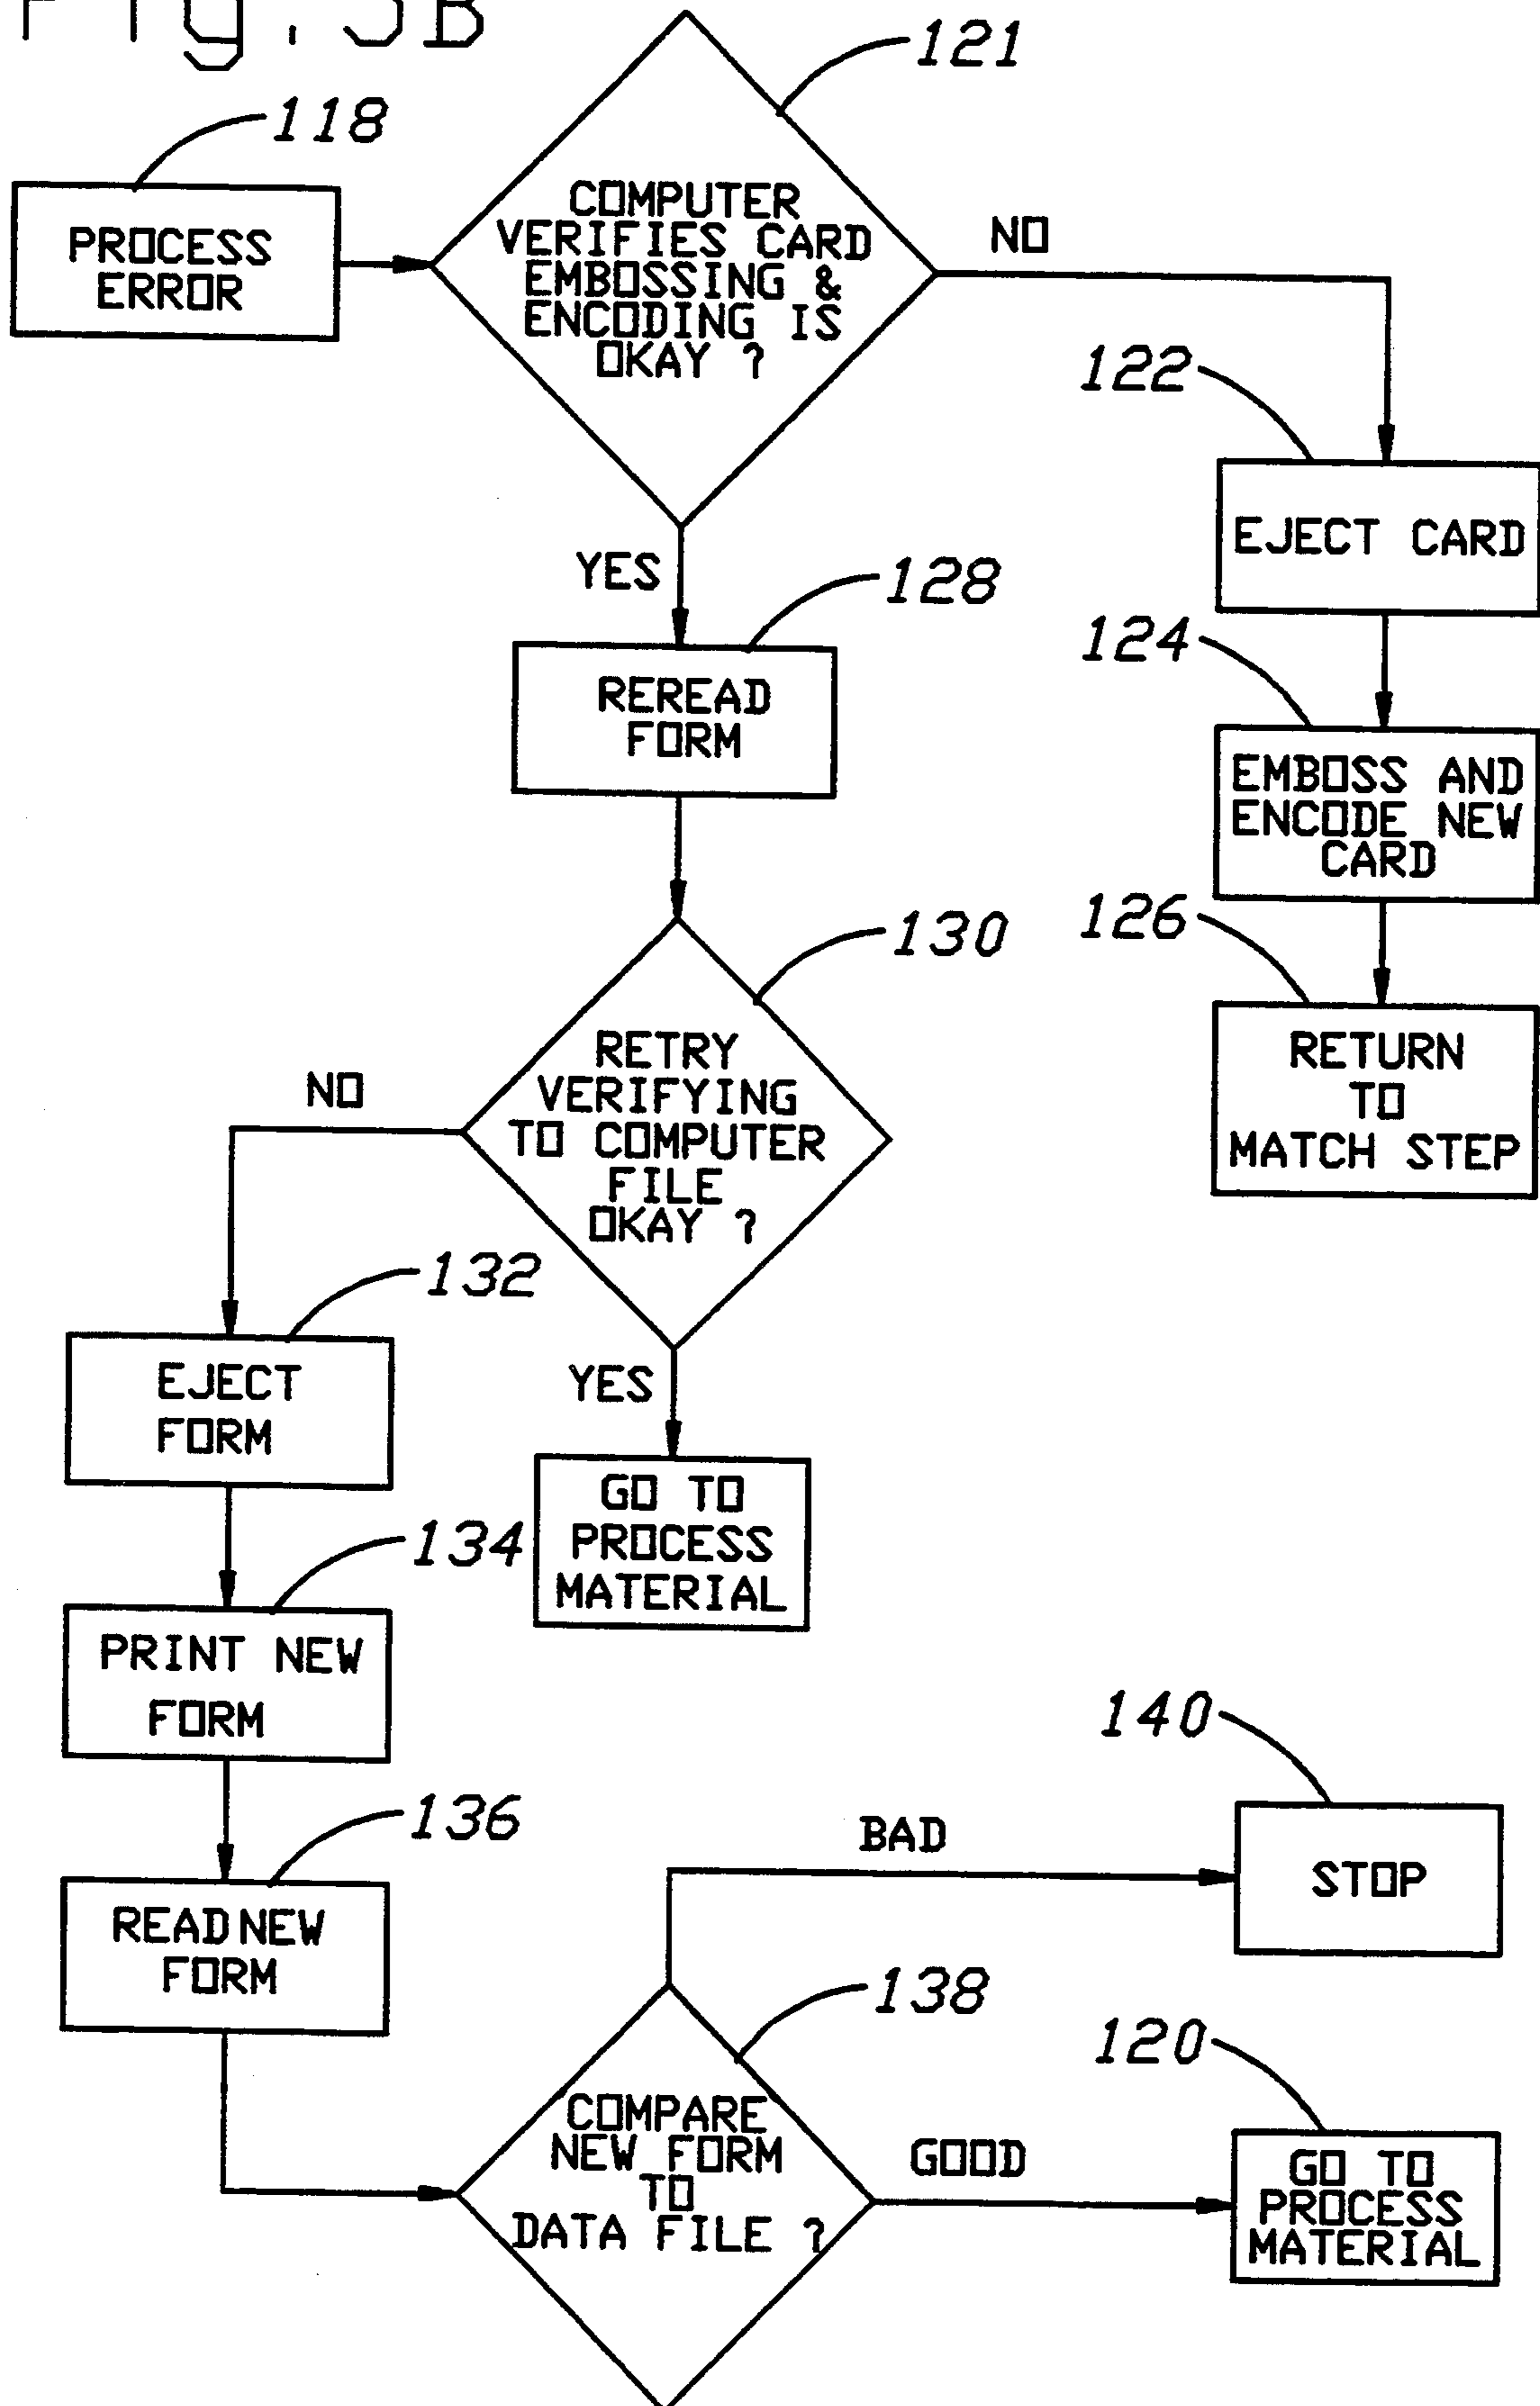 Fig.5B
121
118
COMPUTER
VERIFIES CARD
EMBOSSING &
ENCODING IS
OKAY ?
PROCESS
ERROR
NO
122
EJECT CARD
YES
128
REREAD
FORM
124
EMBOSS AND
ENCODE NEW
CARD
130
126
RETRY
VERIFYING
TO COMPUTER
FILE
OKAY ?
RETURN
TO
MATCH STEP
NO
132
EJECT
FORM
YES
GO TO
PROCESS
MATERIAL
134
PRINT NEW
FORM
136
READ NEW
FORM
140
BAD
STOP
138
COMPARE
NEW FORM
TO
DATA FILE ?
120
GOOD
GO TO
PROCESS
MATERIAL